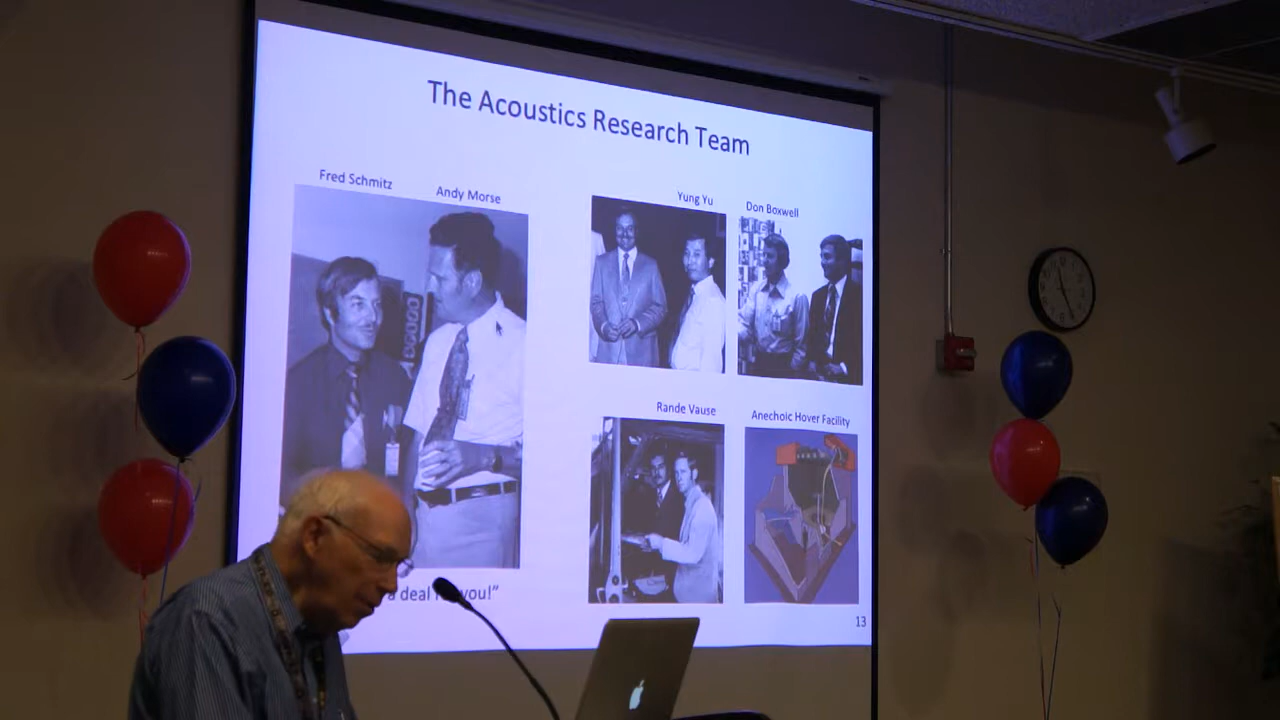 The Acoustics Research Team
Fred Schmitz
Andy Morse
Yung Yu
Don Boxwell
Rande Vause
Anechoic Hover Facility
a deal for you!”
13